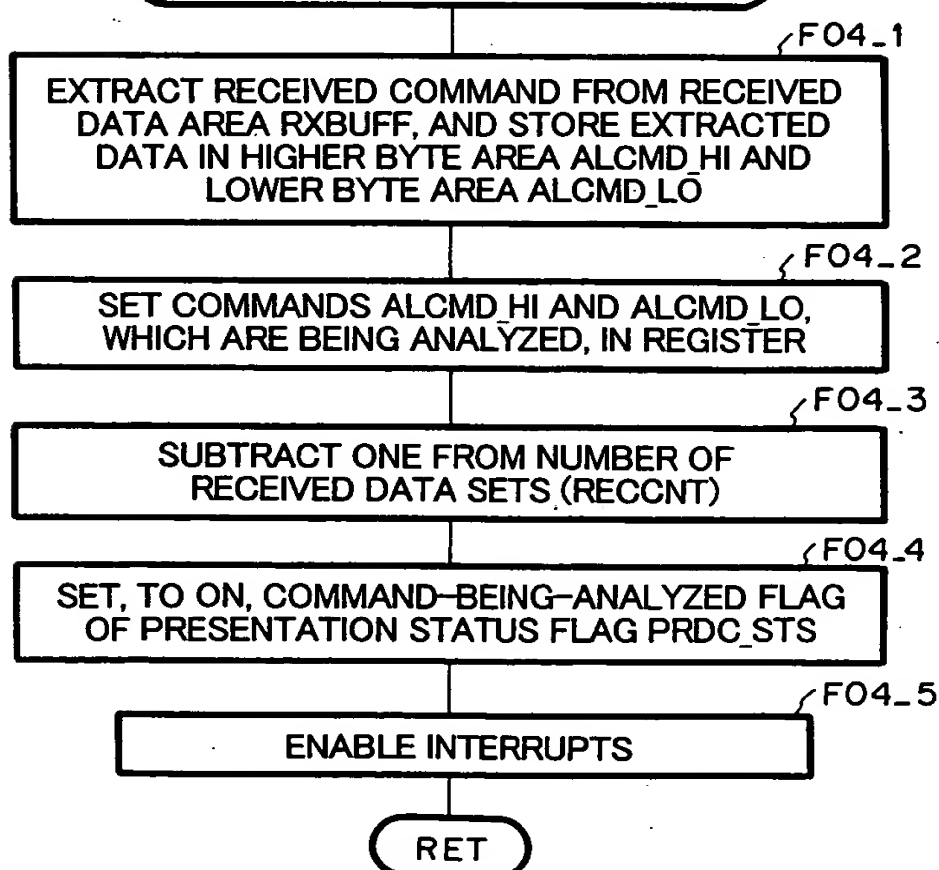 F04_1
EXTRACT RECEIVED COMMAND FROM RECEIVED
DATA AREA RXBUFF, AND STORE EXTRACTED
DATA IN HIGHER BYTE AREA ALCMD_HI AND
LOWER BYTE AREA ALCMD_LO
F04_2
SET COMMANDS ALCMD_HI AND ALCMD_LO,
WHICH ARE BEING ANALYZED, IN REGISTER
F04_3
SUBTRACT ONE FROM NUMBER OF
RECEIVED DATA SETS (RECCNT)
F04_4
SET, TO ON, COMMAND-BEING-ANALYZED FLAG
OF PRESENTATION STATUS FLAG PRDC_STS
F04_5
ENABLE INTERRUPTS
RET